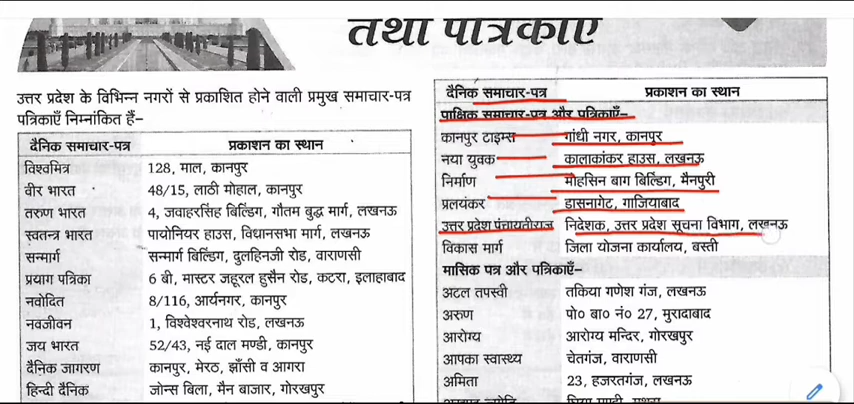 तथा पत्रिकाएँ
उत्तर प्रदेश के विभिन्न नगरों से प्रकाशित होने वाली प्रमुख समाचार-पत्र
पत्रिकाएँ निम्नांकित हैं–
दैनिक समाचार-पत्र प्रकाशन का स्थान
विश्वमित्र 128, माल, कानपुर
वीर भारत 48/15, लाठी मोहाल, कानपुर
तरुण भारत 4, जवाहरसिंह बिल्डिंग, गौतम बुद्ध मार्ग, लखनऊ
स्वतन्त्र भारत पायोनियर हाउस, विधानसभा मार्ग, लखनऊ
सन्मार्ग सन्मार्ग बिल्डिंग, दुलहिनजी रोड, वाराणसी
प्रयाग पत्रिका 6 बी, मास्टर जहूरल हुसैन रोड, कटरा, इलाहाबाद
नवोदित 8/116, आर्यनगर, कानपुर
नवजीवन 1, विश्वेश्वरनाथ रोड, लखनऊ
जय भारत 52/43, नई दाल मण्डी, कानपुर
दैनिक जागरण कानपुर, मेरठ, झाँसी व आगरा
हिन्दी दैनिक जोन्स बिला, मैन बाजार, गोरखपुर
दैनिक समाचार-पत्र प्रकाशन का स्थान
पाक्षिक समाचार-पत्र और पत्रिकाएँ–
कानपुर टाइम्स गांधी नगर, कानपुर
नया युवक कालाकांकर हाउस, लखनऊ
निर्माण मोहसिन बाग बिल्डिंग, मैनपुरी
प्रलयंकर डासनागेट, गाजियाबाद
उत्तर प्रदेश पंचायतीराज निदेशक, उत्तर प्रदेश सूचना विभाग, लखनऊ
विकास मार्ग जिला योजना कार्यालय, बस्ती
मासिक पत्र और पत्रिकाएँ–
अटल तपस्वी तकिया गणेश गंज, लखनऊ
अरुण पो० बा० नं० 27, मुरादाबाद
आरोग्य आरोग्य मन्दिर, गोरखपुर
आपका स्वास्थ्य चेतगंज, वाराणसी
अमिता 23, हजरतगंज, लखनऊ